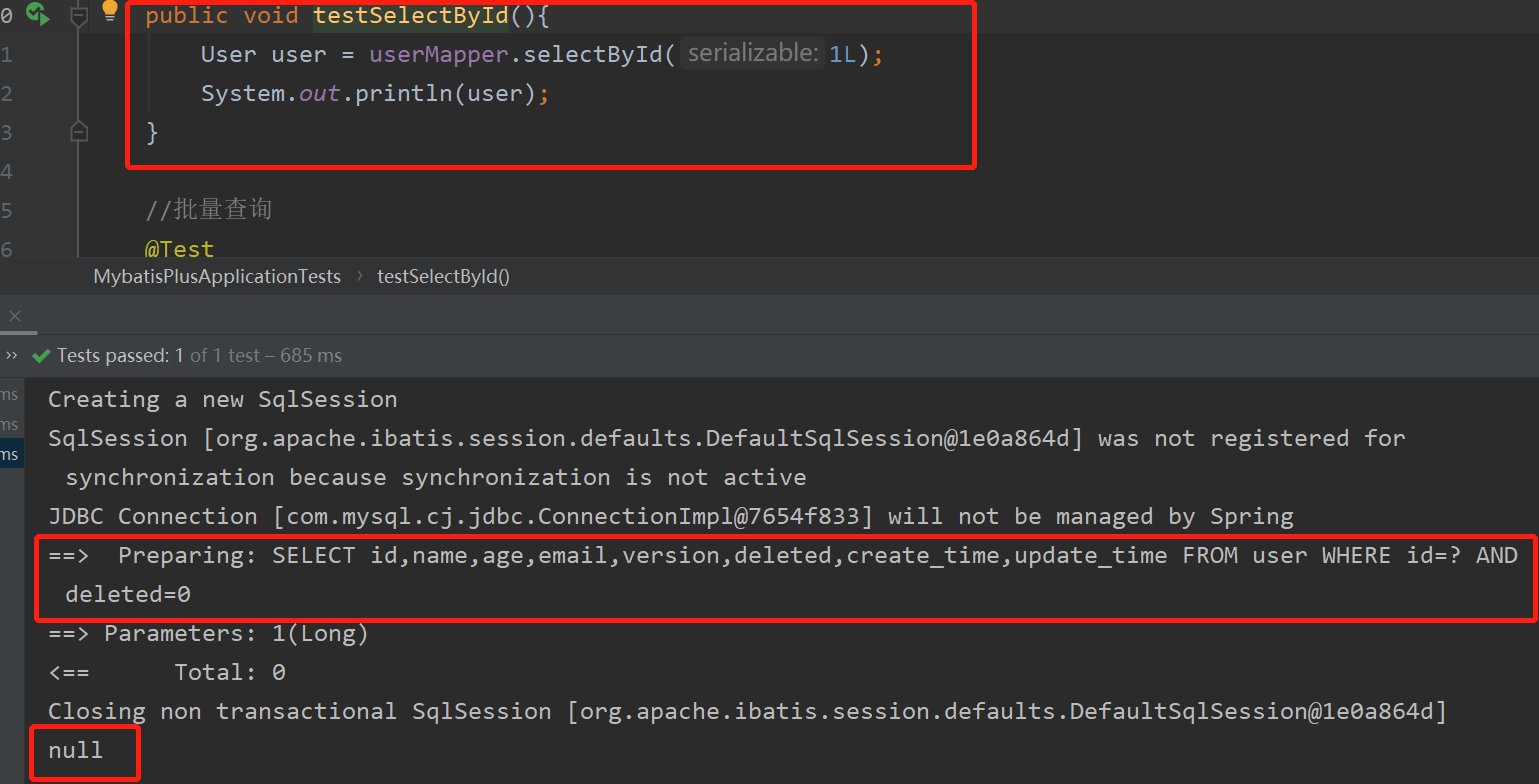 0 public void testSelectById(){
1 User user = userMapper.selectById( serializable: 1L);
2 System.out.println(user);
3 }
4
5 //批量查询
6 @Test
MybatisPlusApplicationTests › testSelectById()
×
›› Tests passed: 1 of 1 test – 685 ms
ms Creating a new SqlSession
ms SqlSession [org.apache.ibatis.session.defaults.DefaultSqlSession@1e0a864d] was not registered for
ms synchronization because synchronization is not active
JDBC Connection [com.mysql.cj.jdbc.ConnectionImpl@7654f833] will not be managed by Spring
==> Preparing: SELECT id,name,age,email,version,deleted,create_time,update_time FROM user WHERE id=? AND
deleted=0
==> Parameters: 1(Long)
<== Total: 0
Closing non transactional SqlSession [org.apache.ibatis.session.defaults.DefaultSqlSession@1e0a864d]
null